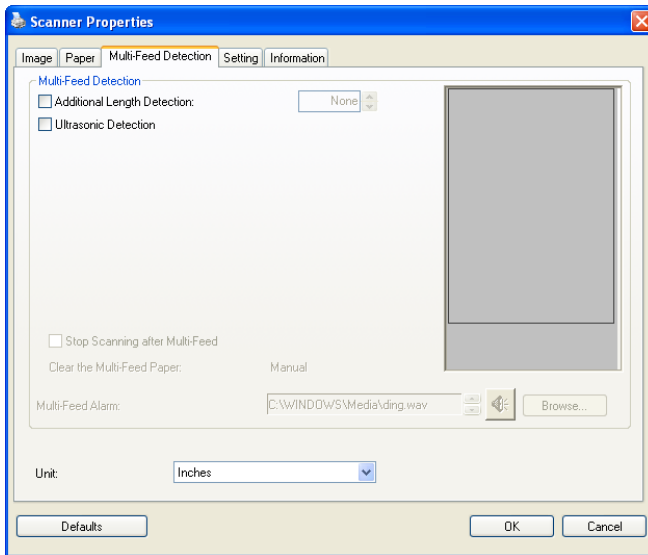 Scanner Properties
Image Paper Multi-Feed Detection Setting Information
Multi-Feed Detection
Additional Length Detection: None
Ultrasonic Detection
Stop Scanning after Multi-Feed
Clear the Multi-Feed Paper: Manual
Multi-Feed Alarm: C:\WINDOWS\Media\ding.wav Browse...
Unit: Inches
Defaults OK Cancel